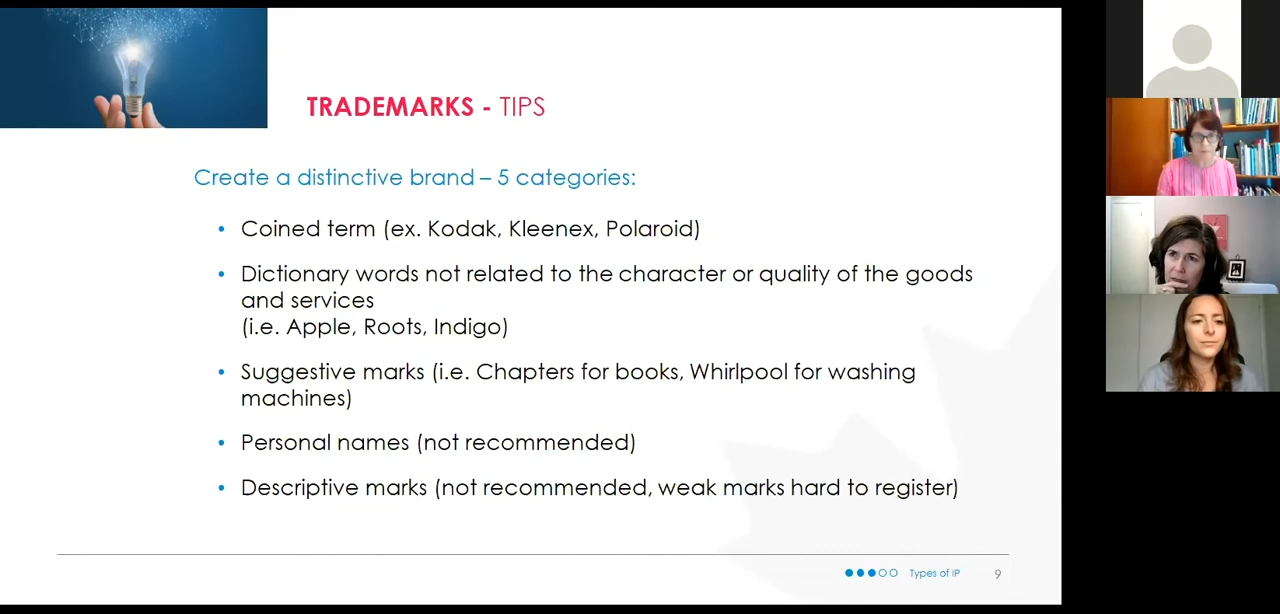 TRADEMARKS - TIPS
Create a distinctive brand – 5 categories:
• Coined term (ex. Kodak, Kleenex, Polaroid)
• Dictionary words not related to the character or quality of the goods
and services
(i.e. Apple, Roots, Indigo)
• Suggestive marks (i.e. Chapters for books, Whirlpool for washing
machines)
• Personal names (not recommended)
• Descriptive marks (not recommended, weak marks hard to register)
Types of IP 9